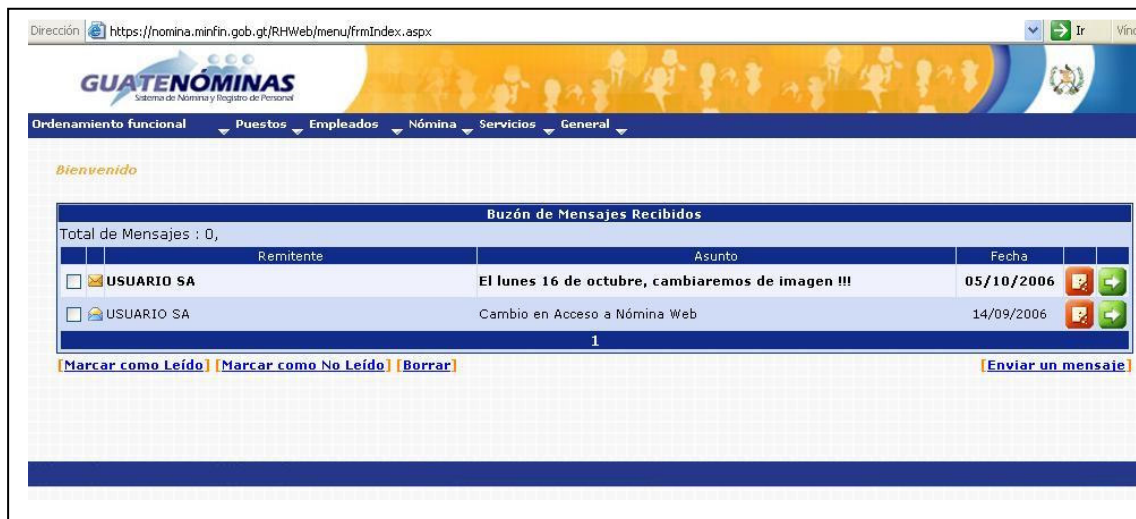 Dirección https://nomina.minfin.gob.gt/RHWeb/menu/frmIndex.aspx Ir Vínc
GUATENÓMINAS
Sistema de Nómina y Registro de Personal
Ordenamiento funcional Puestos Empleados Nómina Servicios General
Bienvenido
Buzón de Mensajes Recibidos
Total de Mensajes : 0,
Remitente Asunto Fecha
USUARIO SA El lunes 16 de octubre, cambiaremos de imagen !!! 05/10/2006
USUARIO SA Cambio en Acceso a Nómina Web 14/09/2006
1
[Marcar como Leído] [Marcar como No Leído] [Borrar] [Enviar un mensaje]